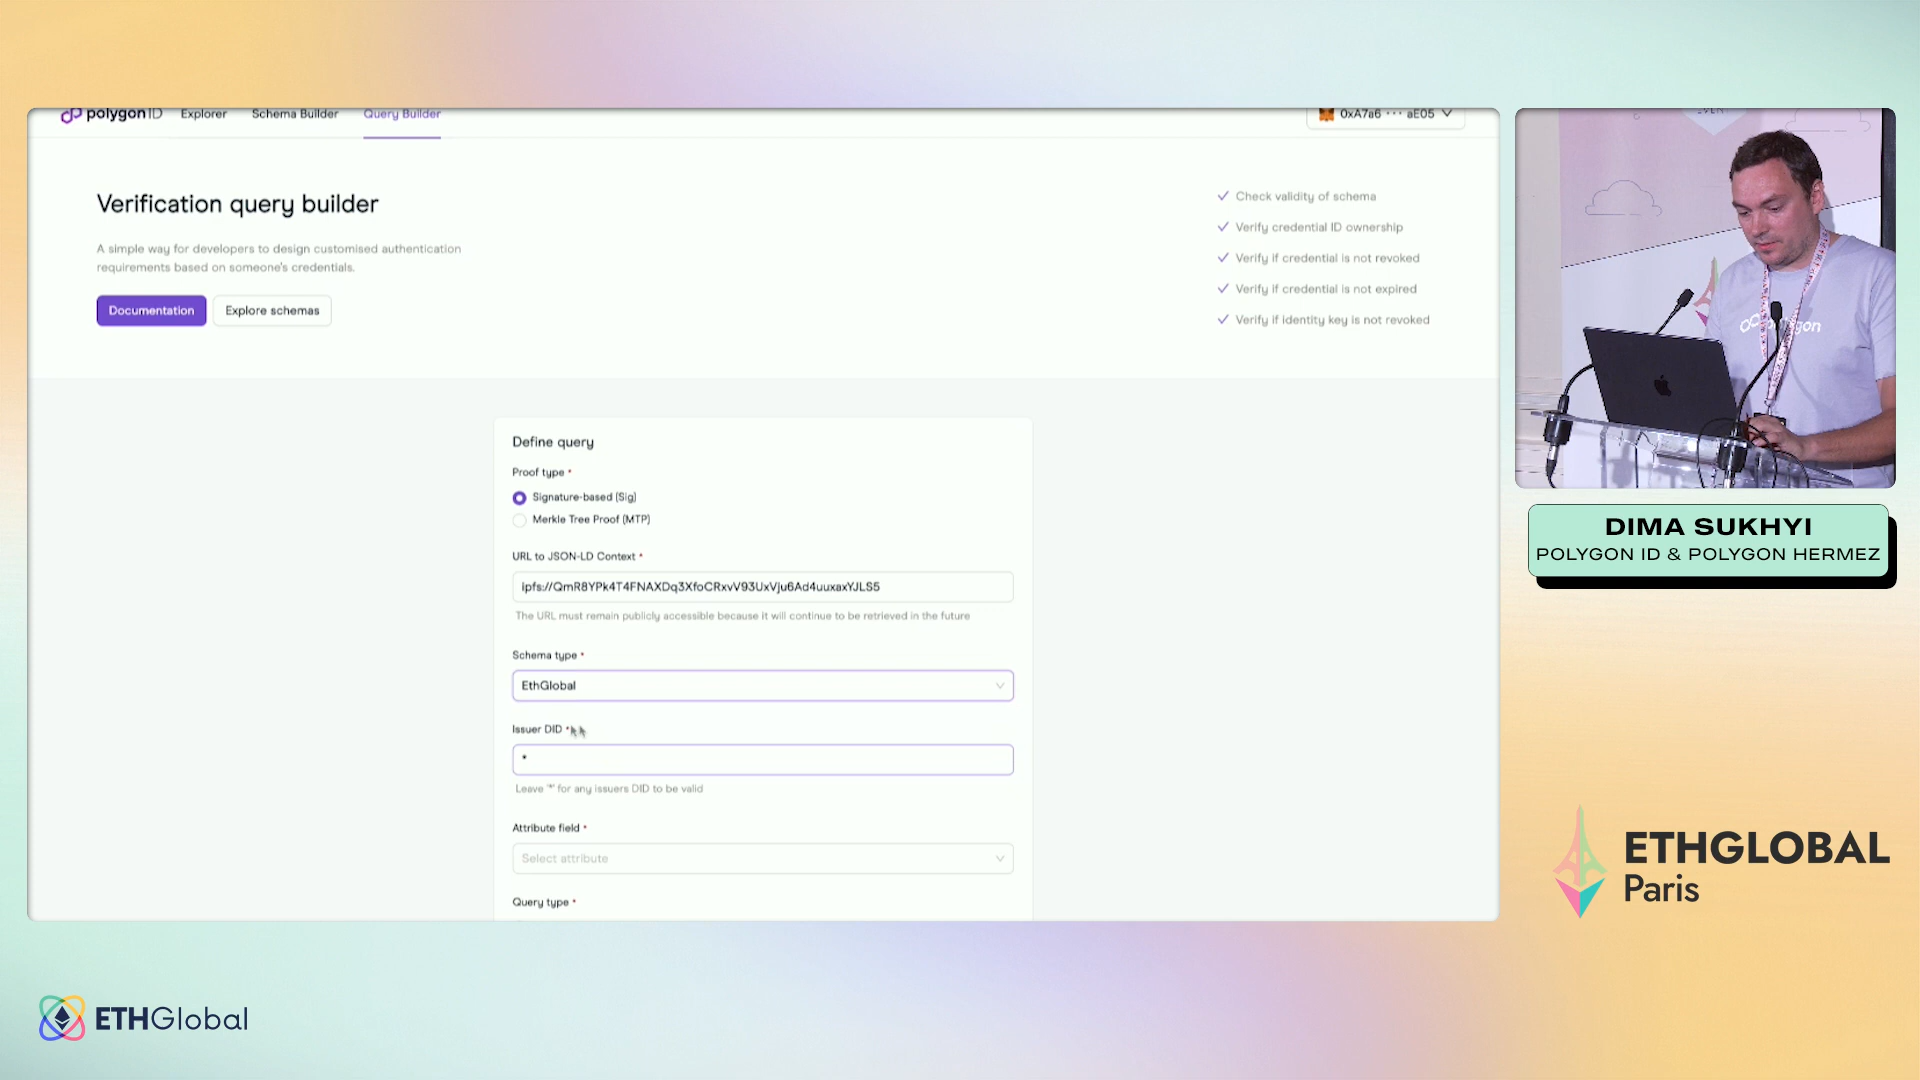 polygon ID Explorer Schema Builder Query Builder
0xA7a6 ··· aE05
Verification query builder
A simple way for developers to design customised authentication
requirements based on someone's credentials.
Documentation Explore schemas
Check validity of schema
Verify credential ID ownership
Verify if credential is not revoked
Verify if credential is not expired
Verify if identity key is not revoked
Define query
Proof type *
Signature-based (Sig)
Merkle Tree Proof (MTP)
URL to JSON-LD Context *
ipfs://QmR8YPk4T4FNAXDq3XfoCRxvV93UxVju6Ad4uuxaxYJLS5
The URL must remain publicly accessible because it will continue to be retrieved in the future
Schema type *
EthGlobal
Issuer DID *
*
Leave "*" for any issuers DID to be valid
Attribute field *
Select attribute
Query type *
DIMA SUKHYI
POLYGON ID & POLYGON HERMEZ
ETHGLOBAL
Paris
ETHGlobal